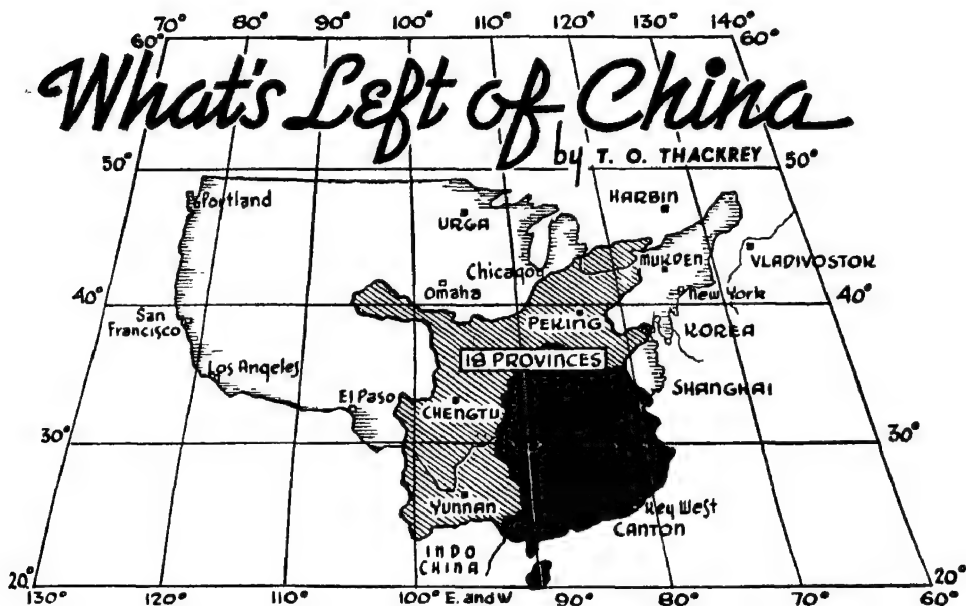 70° 80° 90° 100° 110° 120° 130° 140°
60° 60°
What's Left of China
by T. O. THACKREY
50° 50°
Portland
URGA
HARBIN
MUKDEN
VLADIVOSTOK
Chicago
Omaha
New York
40° 40°
San Francisco
PEKING
KOREA
18 PROVINCES
Los Angeles
SHANGHAI
El Paso
CHENGTU
30° 30°
YUNNAN
Key West
CANTON
INDO
CHINA
20° 20°
130° 120° 110° 100° E. and W 90° 80° 70° 60°